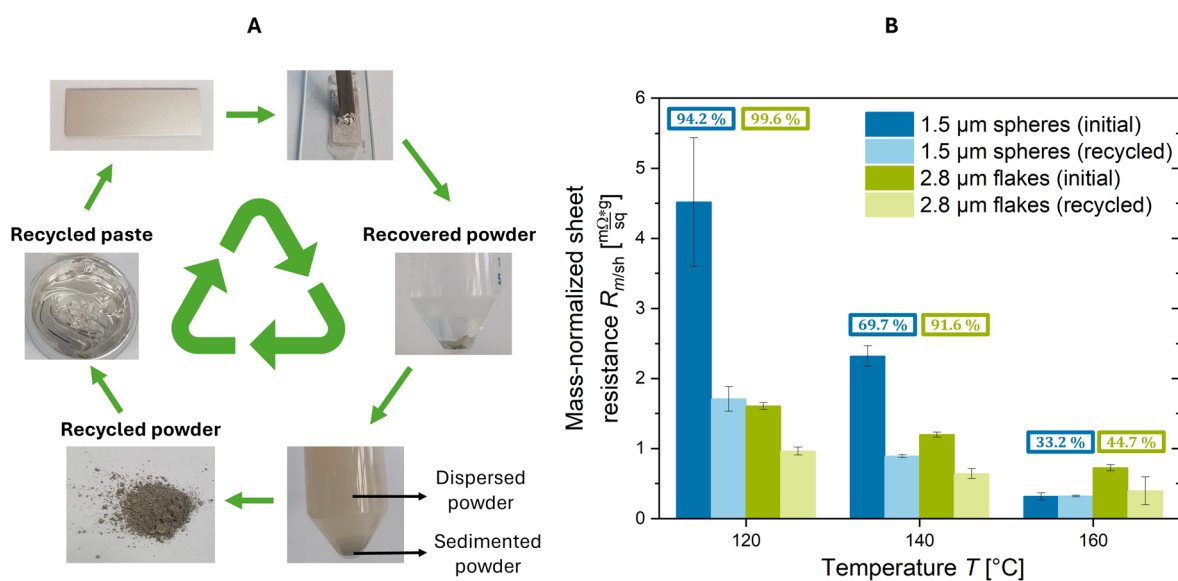 A
Recycled paste
Recovered powder
Recycled powder
Dispersed
powder
Sedimented
powder
B
Mass-normalized sheet
resistance R m/sh [mΩ*g/sq]
6
5
4
3
2
1
0
94.2 %
99.6 %
1.5 µm spheres (initial)
1.5 µm spheres (recycled)
2.8 µm flakes (initial)
2.8 µm flakes (recycled)
69.7 %
91.6 %
33.2 %
44.7 %
120
140
160
Temperature T [°C]